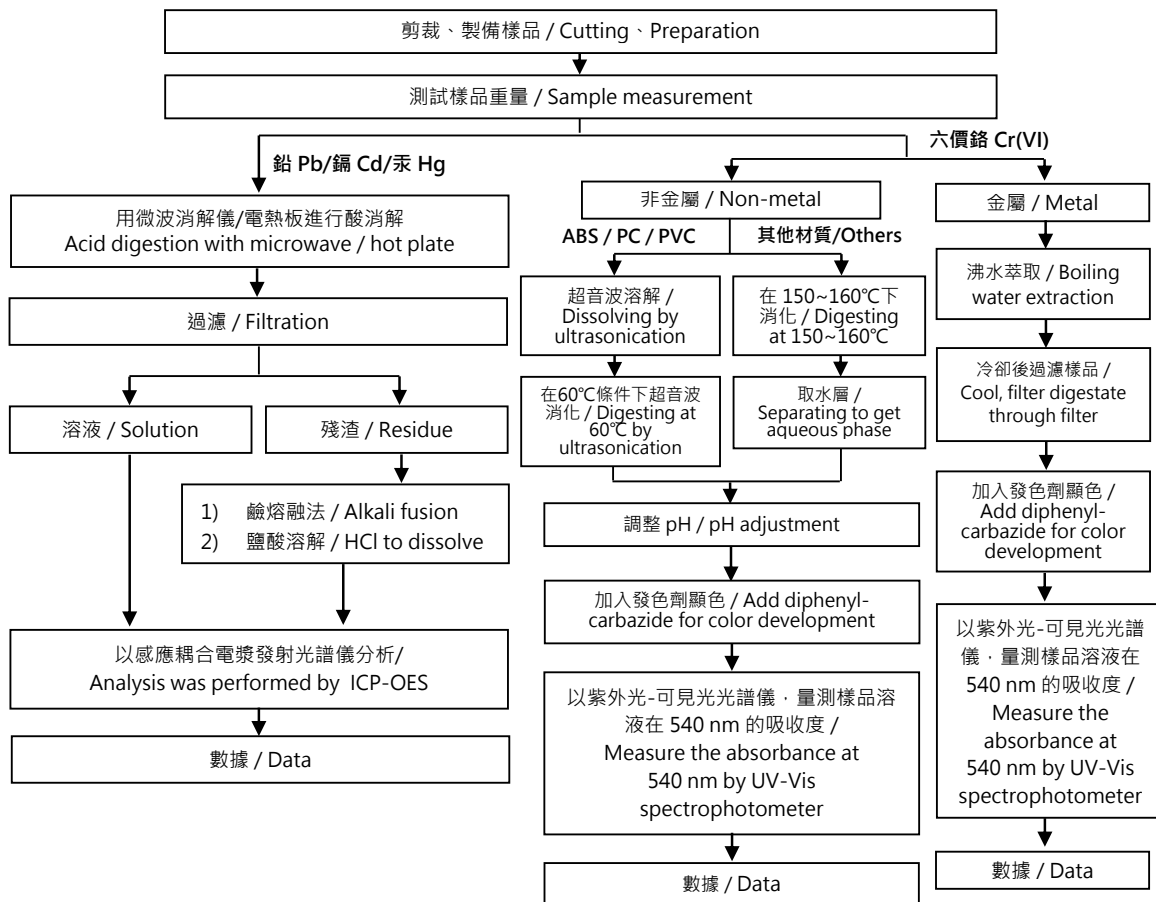 剪裁、製備樣品 / Cutting、Preparation
測試樣品重量 / Sample measurement
鉛 Pb/鎘 Cd/汞 Hg
六價鉻 Cr(VI)
用微波消解儀/電熱板進行酸消解
Acid digestion with microwave / hot plate
過濾 / Filtration
溶液 / Solution
殘渣 / Residue
1) 鹼熔融法 / Alkali fusion
2) 鹽酸溶解 / HCl to dissolve
以感應耦合電漿發射光譜儀分析/
Analysis was performed by ICP-OES
數據 / Data
非金屬 / Non-metal
ABS / PC / PVC
其他材質/Others
超音波溶解 /
Dissolving by
ultrasonication
在 150~160℃下
消化 / Digesting
at 150~160℃
在60℃條件下超音波
消化 / Digesting at
60℃ by
ultrasonication
取水層 /
Separating to get
aqueous phase
調整 pH / pH adjustment
加入發色劑顯色 / Add diphenyl-
carbazide for color development
以紫外光-可見光光譜儀，量測樣品溶
液在 540 nm 的吸收度 /
Measure the absorbance at
540 nm by UV-Vis
spectrophotometer
數據 / Data
金屬 / Metal
沸水萃取 / Boiling
water extraction
冷卻後過濾樣品 /
Cool, filter digestate
through filter
加入發色劑顯色 /
Add diphenyl-
carbazide for color
development
以紫外光-可見光光譜
儀，量測樣品溶液在
540 nm 的吸收度 /
Measure the
absorbance at
540 nm by UV-Vis
spectrophotometer
數據 / Data